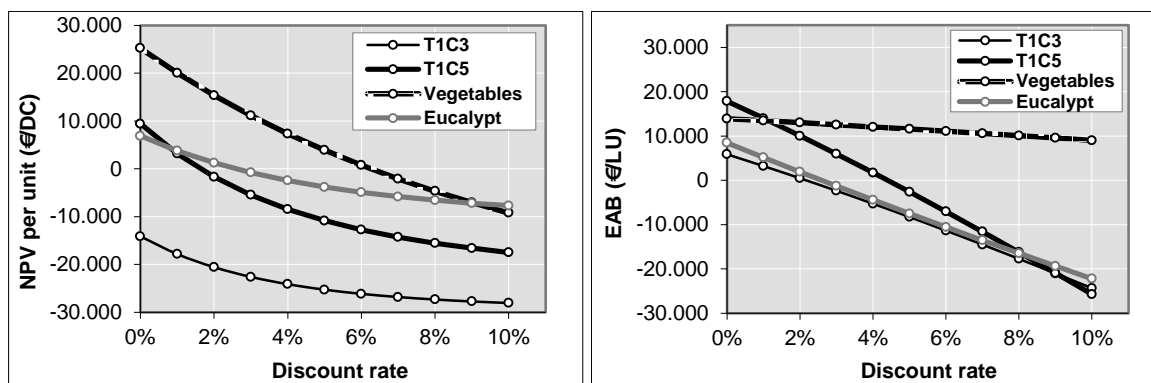 NPV per unit (€/DC)
30.000
20.000
10.000
0
-10.000
-20.000
-30.000
0% 2% 4% 6% 8% 10%
Discount rate
T1C3
T1C5
Vegetables
Eucalypt
EAB (€/LU)
30.000
20.000
10.000
0
-10.000
-20.000
-30.000
0% 2% 4% 6% 8% 10%
Discount rate
T1C3
T1C5
Vegetables
Eucalypt